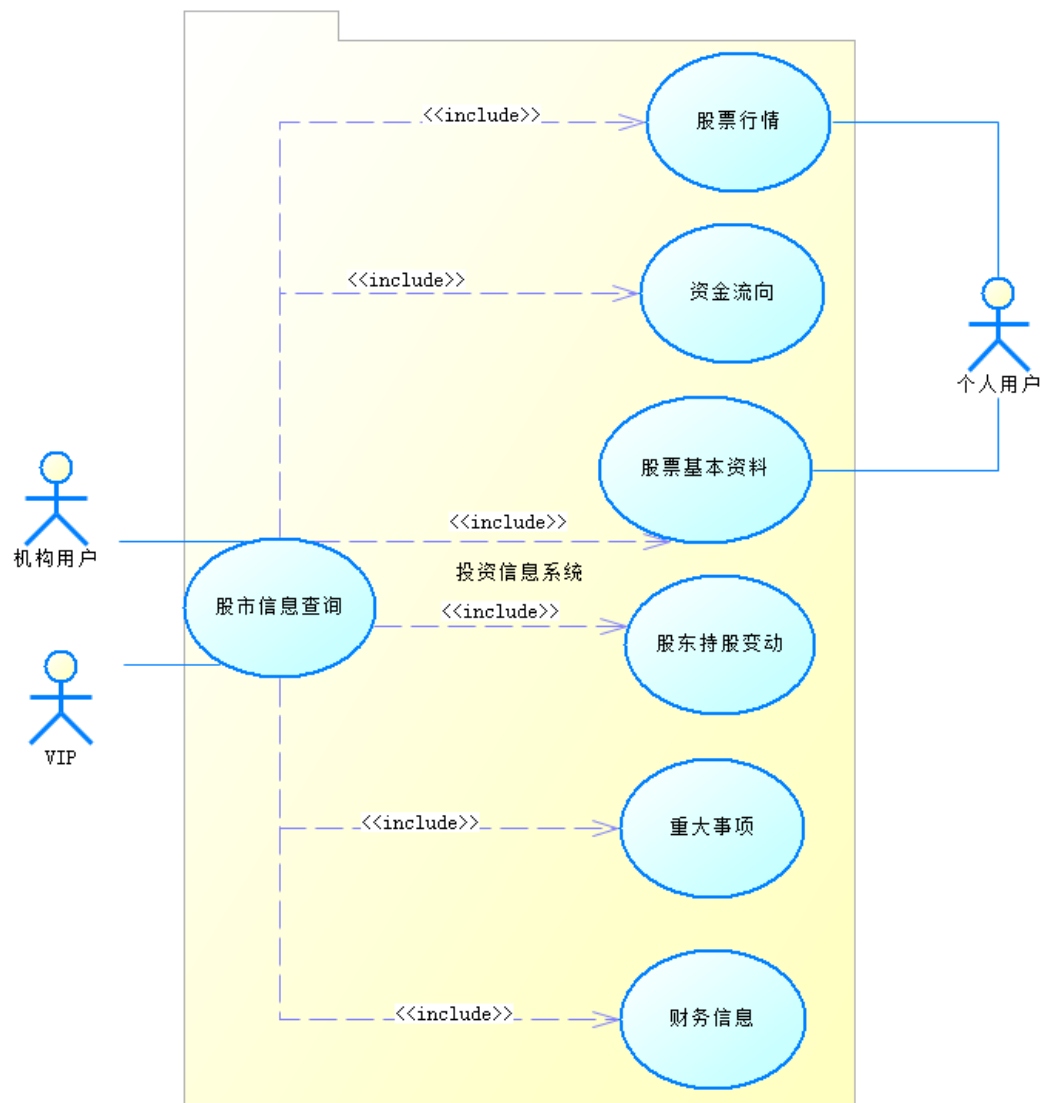 <<include>>
股票行情
<<include>>
资金流向
个人用户
股票基本资料
<<include>>
机构用户
投资信息系统
股市信息查询
<<include>>
股东持股变动
VIP
<<include>>
重大事项
<<include>>
财务信息